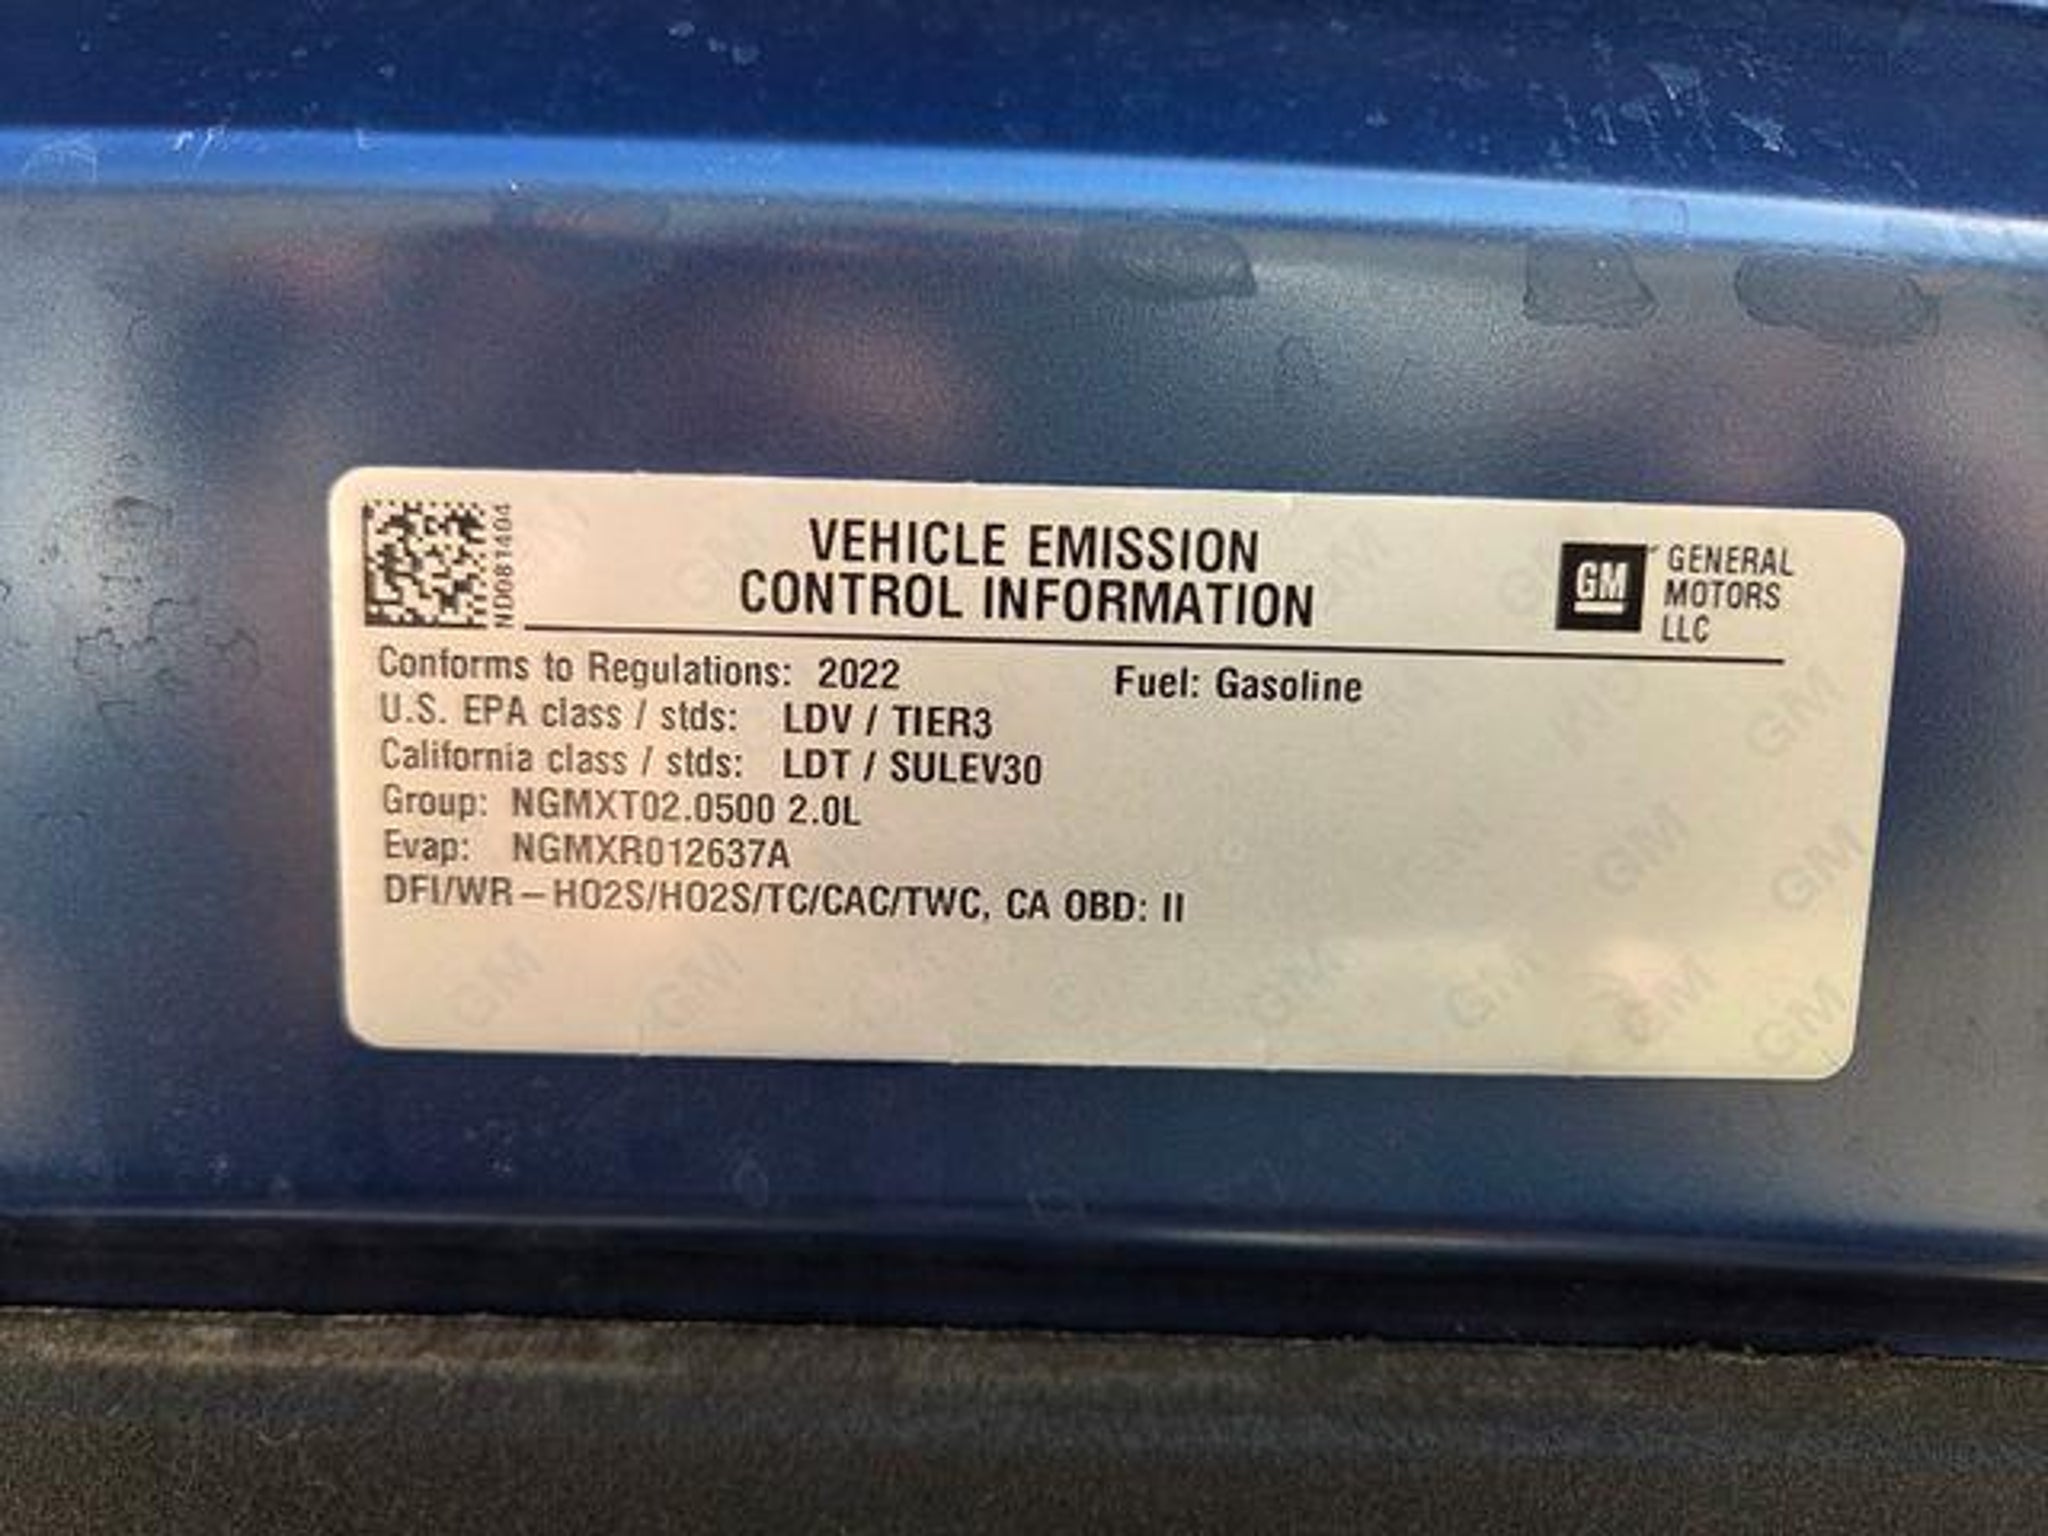 ND081404
VEHICLE EMISSION
CONTROL INFORMATION
GM
GENERAL
MOTORS
LLC
Conforms to Regulations: 2022 Fuel: Gasoline
U.S. EPA class / stds: LDV / TIER3
California class / stds: LDT / SULEV30
Group: NGMXT02.0500 2.0L
Evap: NGMXR012637A
DFI/WR-HO2S/HO2S/TC/CAC/TWC, CA OBD: II